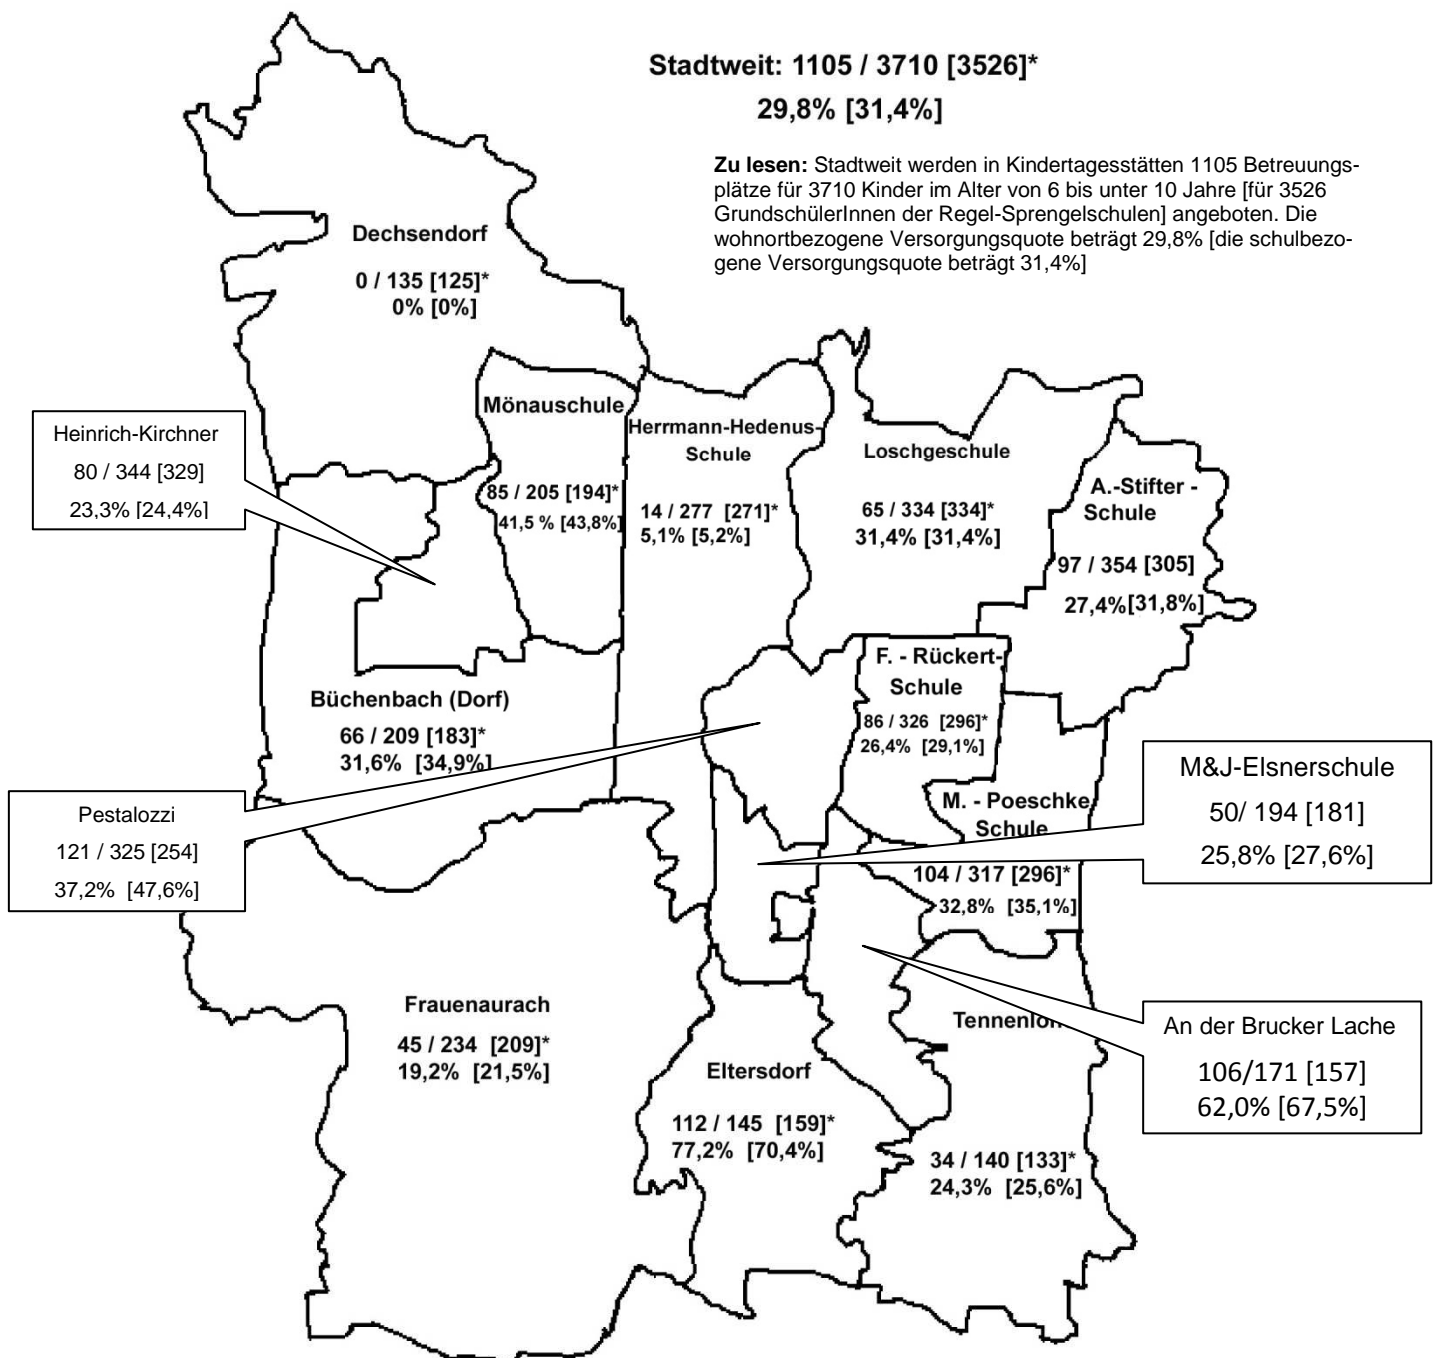 Stadtweit: 1105 / 3710 [3526]*
29,8% [31,4%]
Zu lesen: Stadtweit werden in Kindertagesstätten 1105 Betreuungs-
plätze für 3710 Kinder im Alter von 6 bis unter 10 Jahre [für 3526
GrundschülerInnen der Regel-Sprengelschulen] angeboten. Die
wohnortbezogene Versorgungsquote beträgt 29,8% [die schulbezo-
gene Versorgungsquote beträgt 31,4%]
Dechsendorf
0 / 135 [125]*
0% [0%]
Mönauschule
85 / 205 [194]*
41,5 % [43,8%]
Herrmann-Hedenus-
Schule
14 / 277 [271]*
5,1% [5,2%]
Loschgeschule
65 / 334 [334]*
31,4% [31,4%]
A.-Stifter -
Schule
97 / 354 [305]
27,4% [31,8%]
Heinrich-Kirchner
80 / 344 [329]
23,3% [24,4%]
Büchenbach (Dorf)
66 / 209 [183]*
31,6% [34,9%]
F. - Rückert-
Schule
86 / 326 [296]*
26,4% [29,1%]
Pestalozzi
121 / 325 [254]
37,2% [47,6%]
M. - Poeschke
Schule
104 / 317 [296]*
32,8% [35,1%]
M&J-Elsnerschule
50/ 194 [181]
25,8% [27,6%]
Frauenaurach
45 / 234 [209]*
19,2% [21,5%]
Eltersdorf
112 / 145 [159]*
77,2% [70,4%]
Tennenloh
34 / 140 [133]*
24,3% [25,6%]
An der Brucker Lache
106/171 [157]
62,0% [67,5%]